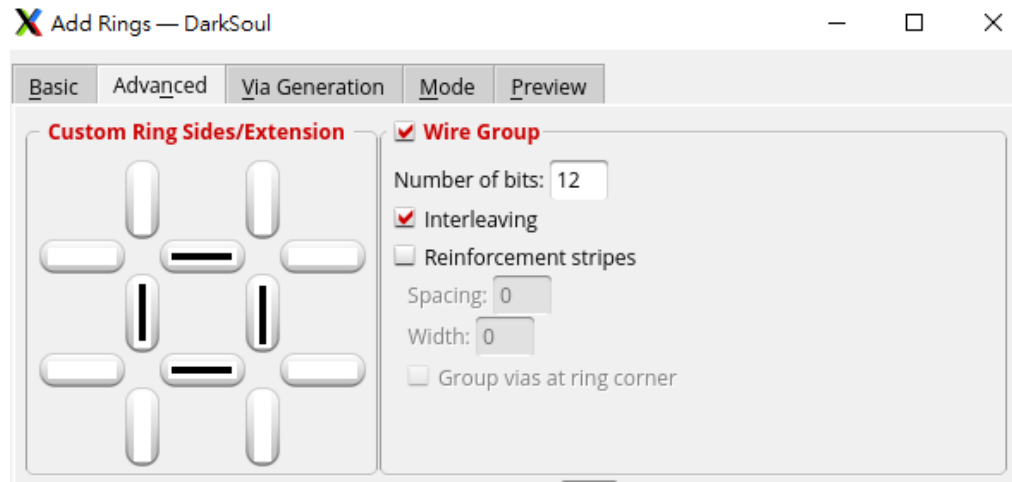 Add Rings — DarkSoul
Basic Advanced Via Generation Mode Preview
Custom Ring Sides/Extension
Wire Group
Number of bits: 12
Interleaving
Reinforcement stripes
Spacing: 0
Width: 0
Group vias at ring corner